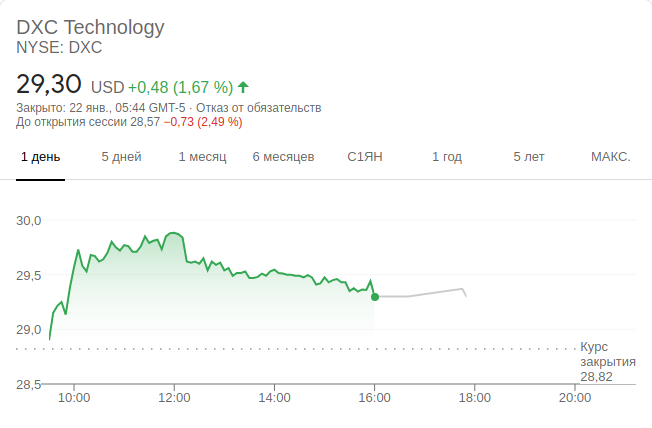 DXC Technology
NYSE: DXC
29,30 USD +0,48 (1,67 %)
Закрыто: 22 янв., 05:44 GMT-5 · Отказ от обязательств
До открытия сессии 28,57 −0,73 (2,49 %)
1 день 5 дней 1 месяц 6 месяцев С1ЯН 1 год 5 лет МАКС.
30,0
29,5
29,0
Курс
закрытия
28,82
28,5
10:00 12:00 14:00 16:00 18:00 20:00